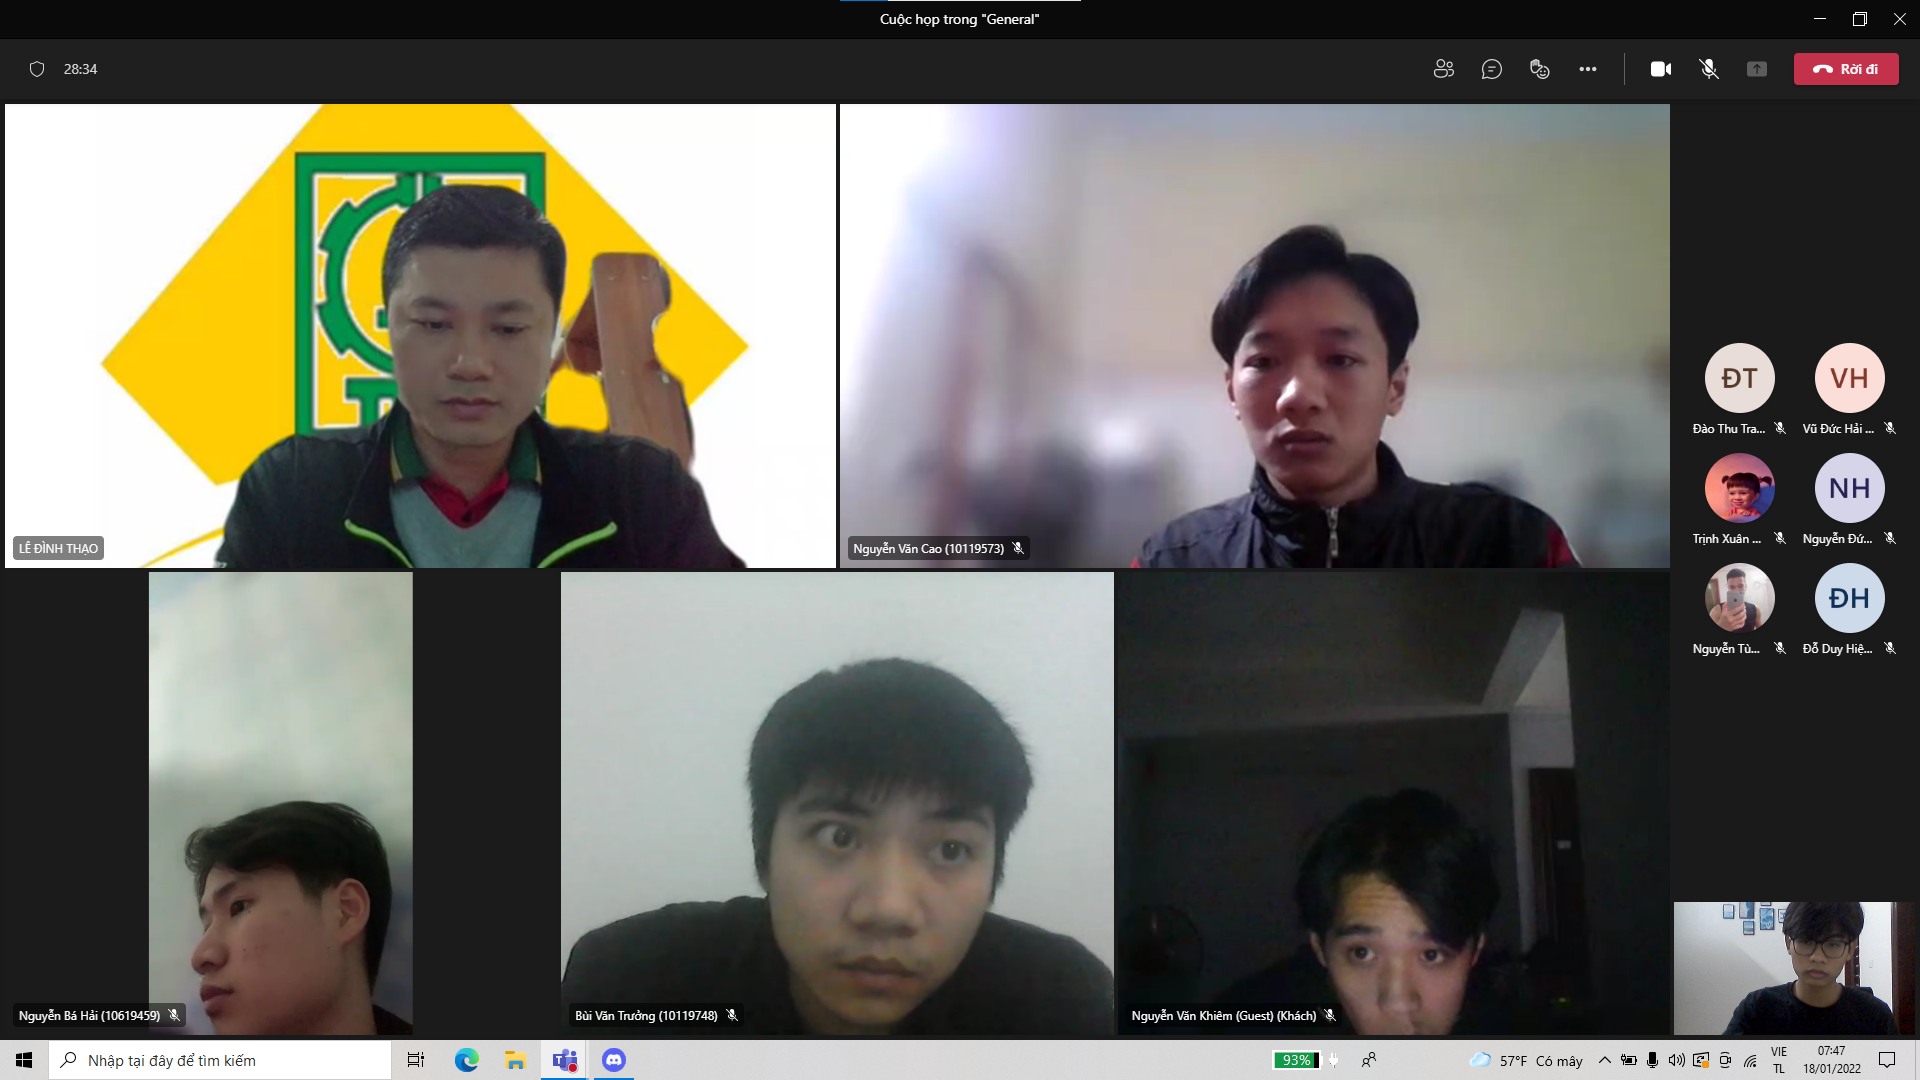 Cuộc họp trong "General"
28:34
Rời đi
LÊ ĐÌNH THẠO
Nguyễn Văn Cao (10119573)
ĐT
VH
Đào Thu Tra...
Vũ Đức Hải ...
NH
Trịnh Xuân ...
Nguyễn Đứ...
ĐH
Nguyễn Tù...
Đỗ Duy Hiệ...
Nguyễn Bá Hải (10619459)
Bùi Văn Trưởng (10119748)
Nguyễn Văn Khiêm (Guest) (Khách)
Nhập tại đây để tìm kiếm
93%
57°F Có mây
VIE
TL
07:47
18/01/2022